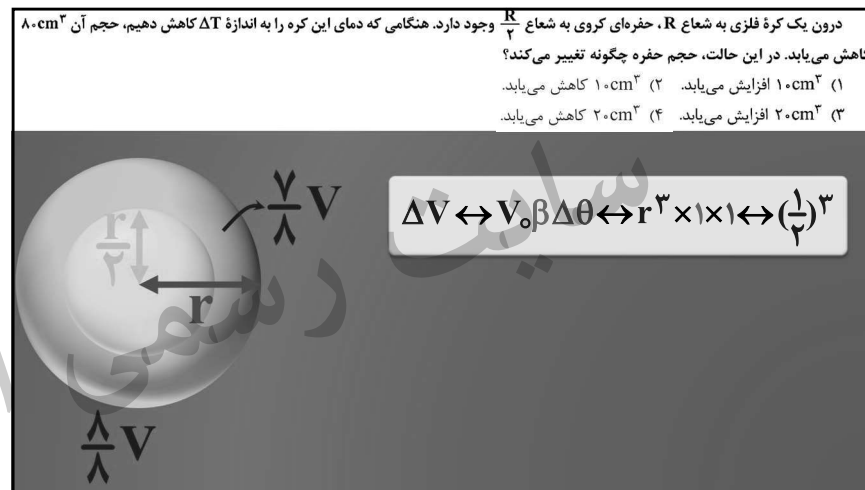 درون یک کرهٔ فلزی به شعاع R، حفره‌ای کروی به شعاع R/۲ وجود دارد. هنگامی که دمای این کره را به اندازهٔ ΔT کاهش دهیم، حجم آن ۸۰cm³
کاهش می‌یابد. در این حالت، حجم حفره چگونه تغییر می‌کند؟
۱) ۱۰cm³ افزایش می‌یابد. ۲) ۱۰cm³ کاهش می‌یابد.
۳) ۲۰cm³ افزایش می‌یابد. ۴) ۲۰cm³ کاهش می‌یابد.
۷/۸ V
ΔV ↔ V₀βΔθ ↔ r³ × ۱ × ۱ ↔ (۱/۲)³
r/۲
r
۸/۸ V
سایت رسمی